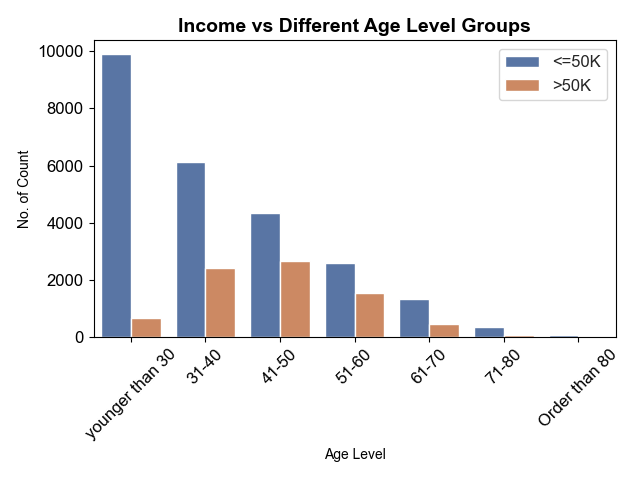 Income vs Different Age Level Groups
<=50K
>50K
No. of Count
10000
8000
6000
4000
2000
0
younger than 30
31-40
41-50
51-60
61-70
71-80
Order than 80
Age Level